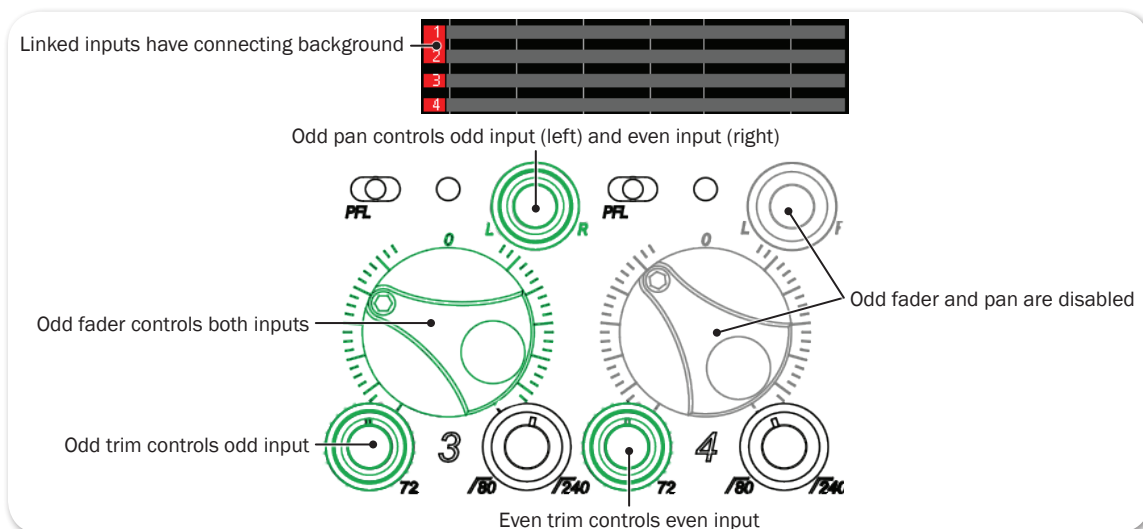 1
Linked inputs have connecting background
2
3
4
Odd pan controls odd input (left) and even input (right)
PFL
L
R
PFL
L
0
0
Odd fader controls both inputs
Odd fader and pan are disabled
Odd trim controls odd input
3
4
72
80
240
72
80
240
Even trim controls even input